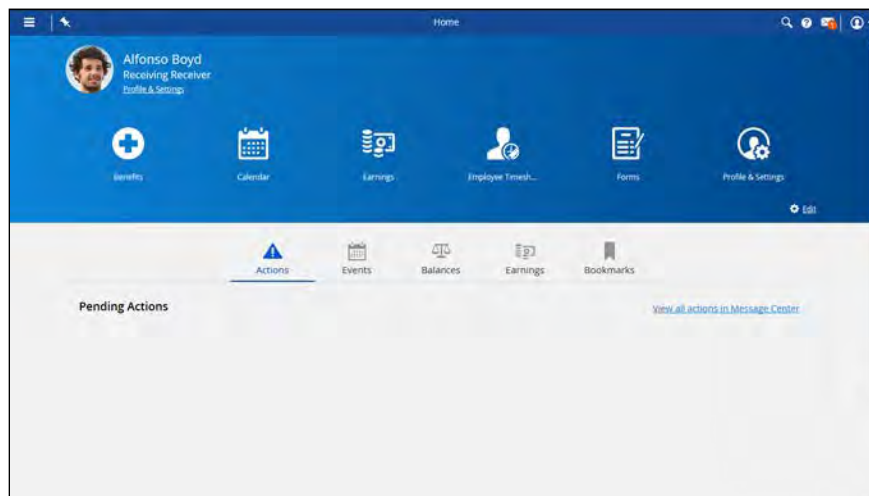 Home
Alfonso Boyd
Receiving Receiver
Profile & Settings
Benefits
Calendar
Earnings
Employee Timesh...
Forms
Profile & Settings
Edit
Actions
Events
Balances
Earnings
Bookmarks
Pending Actions
View all actions in Message Center